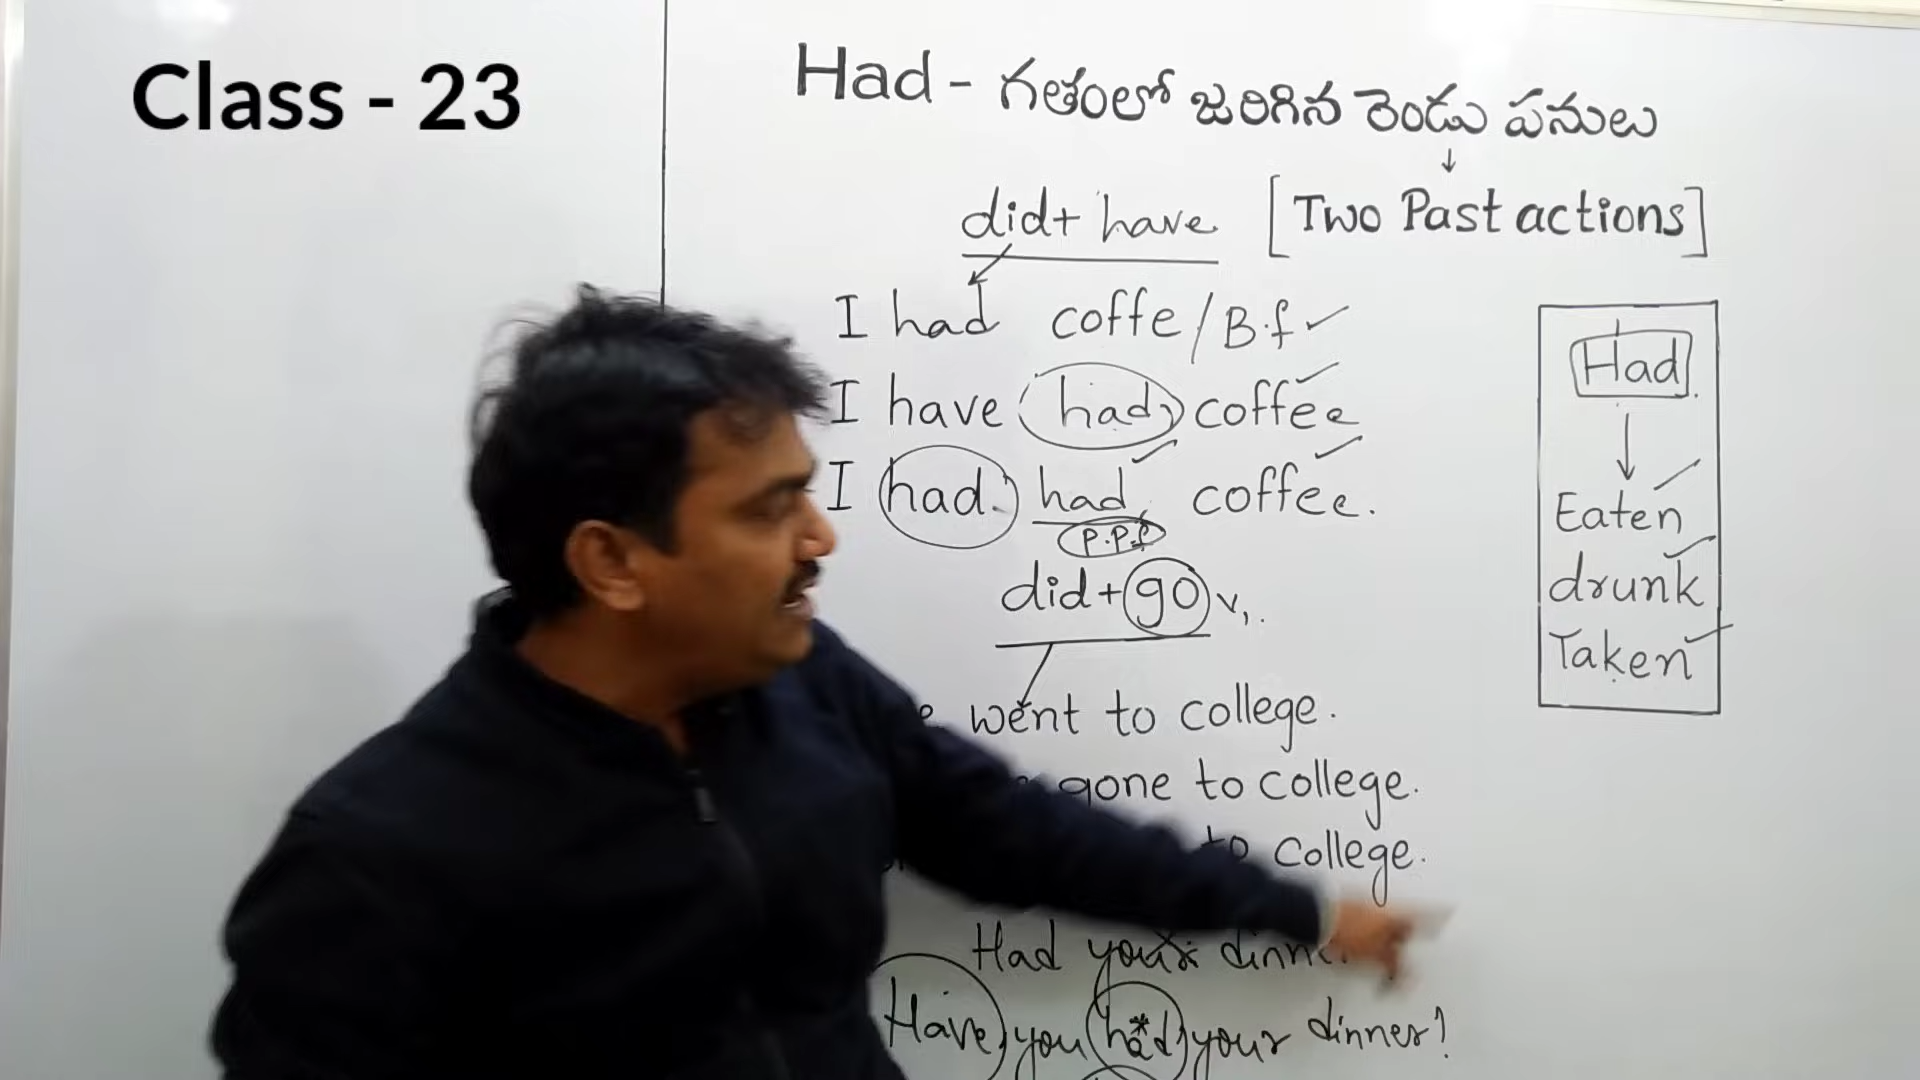 Class - 23
Had - గతంలో జరిగిన రెండు పనులు
did + have [Two Past actions]
I had coffe / B.f
I have had coffee
I had had coffee.
P.P.f
did + go v1.
went to college.
gone to college.
to college.
Had your
Have you had your dinner?
Had
Eaten
drunk
Taken